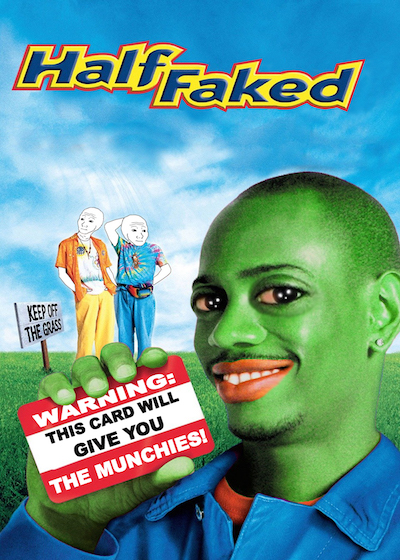 Half
Faked
KEEP OFF
THE GRASS
WARNING:
THIS CARD WILL
GIVE YOU
THE MUNCHIES!